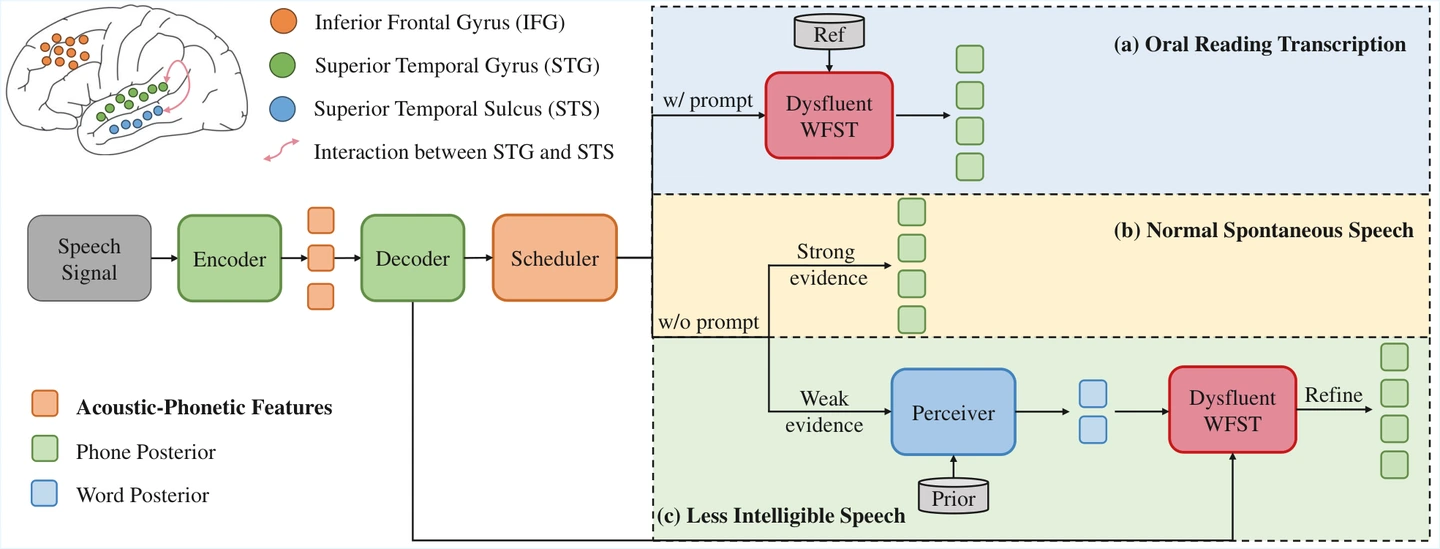 Inferior Frontal Gyrus (IFG)
Superior Temporal Gyrus (STG)
Superior Temporal Sulcus (STS)
Interaction between STG and STS
Speech
Signal
Encoder
Decoder
Scheduler
Acoustic-Phonetic Features
Phone Posterior
Word Posterior
(a) Oral Reading Transcription
Ref
w/ prompt
Dysfluent
WFST
(b) Normal Spontaneous Speech
Strong
evidence
w/o prompt
Weak
evidence
Perceiver
Prior
Dysfluent
WFST
Refine
(c) Less Intelligible Speech